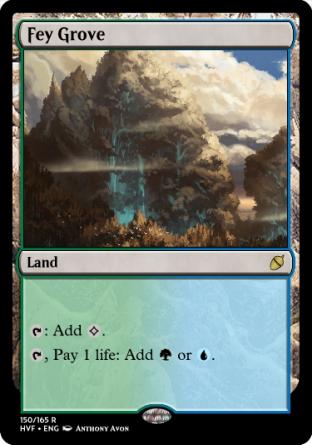 Fey Grove
Land
: Add .
, Pay 1 life: Add  or .
150/165 R
HVF • ENG Anthony Avon